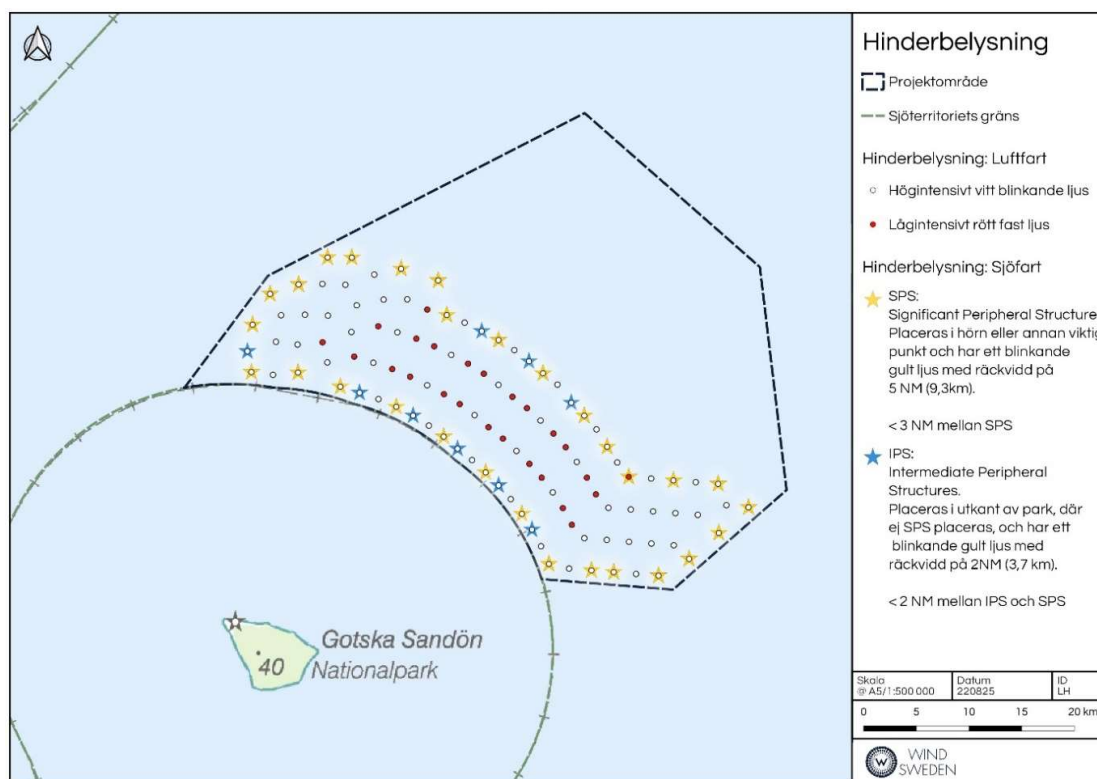 Hinderbelysning
Projektområde
Sjöterritoriets gräns
Hinderbelysning: Luftfart
Högintensivt vitt blinkande ljus
Lågintensivt rött fast ljus
Hinderbelysning: Sjöfart
SPS:
Significant Peripheral Structure
Placeras i hörn eller annan viktig
punkt och har ett blinkande
gult ljus med räckvidd på
5 NM (9,3km).
<3 NM mellan SPS
IPS:
Intermediate Peripheral
Structures.
Placeras i utkant av park, där
ej SPS placeras, och har ett
blinkande gult ljus med
räckvidd på 2NM (3,7 km).
<2 NM mellan IPS och SPS
Gotska Sandön
Nationalpark
40
Skala
@ A5/1:500 000
Datum
220825
ID
LH
0 5 10 15 20 km
W
WIND
SWEDEN